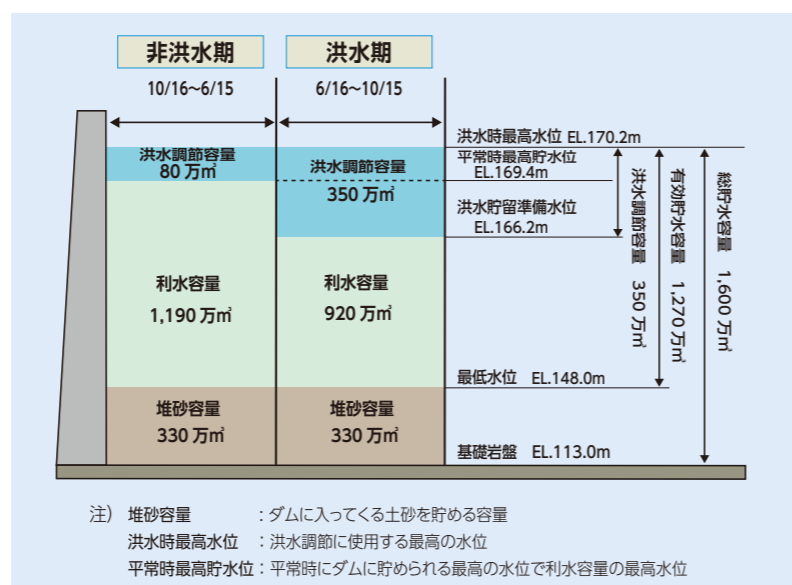 非洪水期
洪水期
10/16~6/15
6/16~10/15
洪水時最高水位 EL.170.2m
洪水調節容量
80 万㎥
洪水調節容量
350 万㎥
平常時最高貯水位
EL.169.4m
洪水貯留準備水位
EL.166.2m
洪水調節容量 350 万㎥
有効貯水容量 1,270 万㎥
総貯水容量 1,600 万㎥
利水容量
1,190 万㎥
利水容量
920 万㎥
最低水位 EL.148.0m
堆砂容量
330 万㎥
堆砂容量
330 万㎥
基礎岩盤 EL.113.0m
注) 堆砂容量 : ダムに入ってくる土砂を貯める容量
洪水時最高水位 : 洪水調節に使用する最高の水位
平常時最高貯水位 : 平常時にダムに貯められる最高の水位で利水容量の最高水位